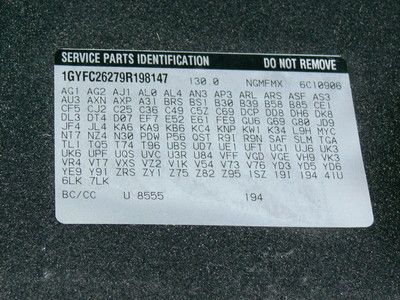 SERVICE PARTS IDENTIFICATION DO NOT REMOVE
1GYFC26279R198147 130.0 NGMFMX 6C10906
AG1 AG2 AJ1 AL0 AL4 AN3 AP3 ARL ARS ASF AS3
AU3 AXN AXP A31 BRS BS1 B30 B39 B58 B85 CE1
CF5 CJ2 C25 C36 C49 C5Z C69 DCP DD8 DH6 DK6
DL3 DT4 D07 EF7 E52 E61 FE9 GU6 G69 G80 JD9
JF4 JL4 KA6 KA9 KB6 KC4 KNP KW1 K34 L9H MYC
NT7 NZ4 N30 P0W P56 QST R91 R9N SAF SLM TGA
TL1 TQ5 T74 T96 UBS UD7 UE1 UFT UG1 UJ6 UK3
UK6 UPF UQS UVC U3R U84 VFF VGD VGE VH9 VK3
VR4 VT7 VXS VZ2 V1K V54 V73 V76 YD3 YD5 YD6
YE9 Y91 ZRS ZY1 Z75 Z82 Z95 1SZ 19I 194 41U
6LK 7LK
BC/CC U 8555 194